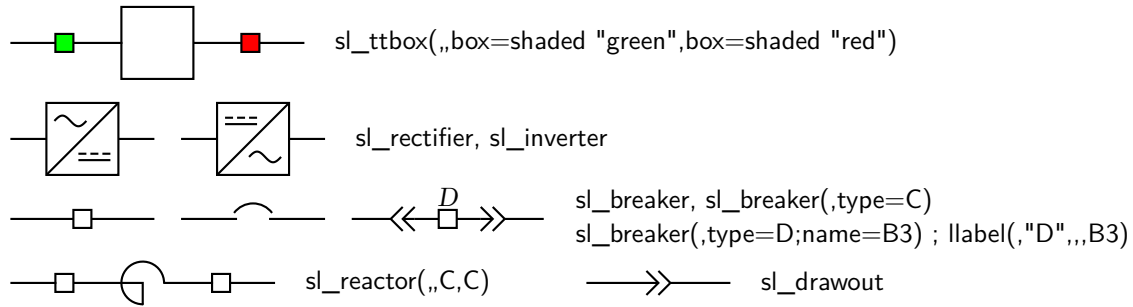 sl_ttbox(,,box=shaded "green",box=shaded "red")
sl_rectifier, sl_inverter
D
sl_breaker, sl_breaker(,type=C)
sl_breaker(,type=D;name=B3) ; llabel(,"D",,,B3)
sl_reactor(,,C,C)
sl_drawout